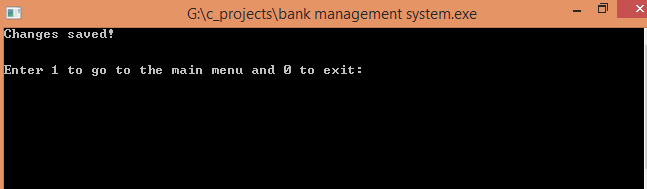 G:\c_projects\bank management system.exe
Changes saved!
Enter 1 to go to the main menu and 0 to exit: